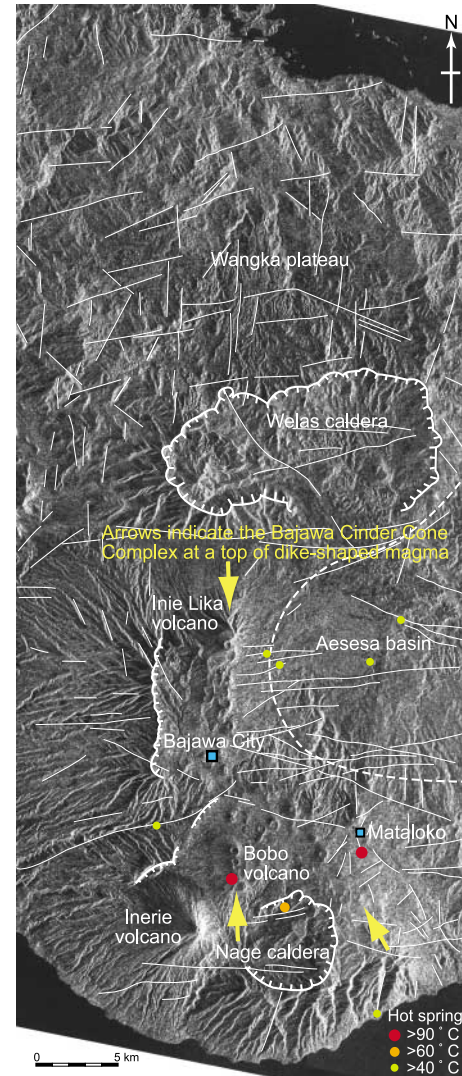 N
Wangka plateau
Welas caldera
Arrows indicate the Bajawa Cinder Cone
Complex at a top of dike-shaped magma
Inie Lika
volcano
Aesesa basin
Bajawa City
Mataloko
Bobo
volcano
Inerie
volcano
Nage caldera
Hot spring
>90 ° C
>60 ° C
>40 ° C
0 5 km